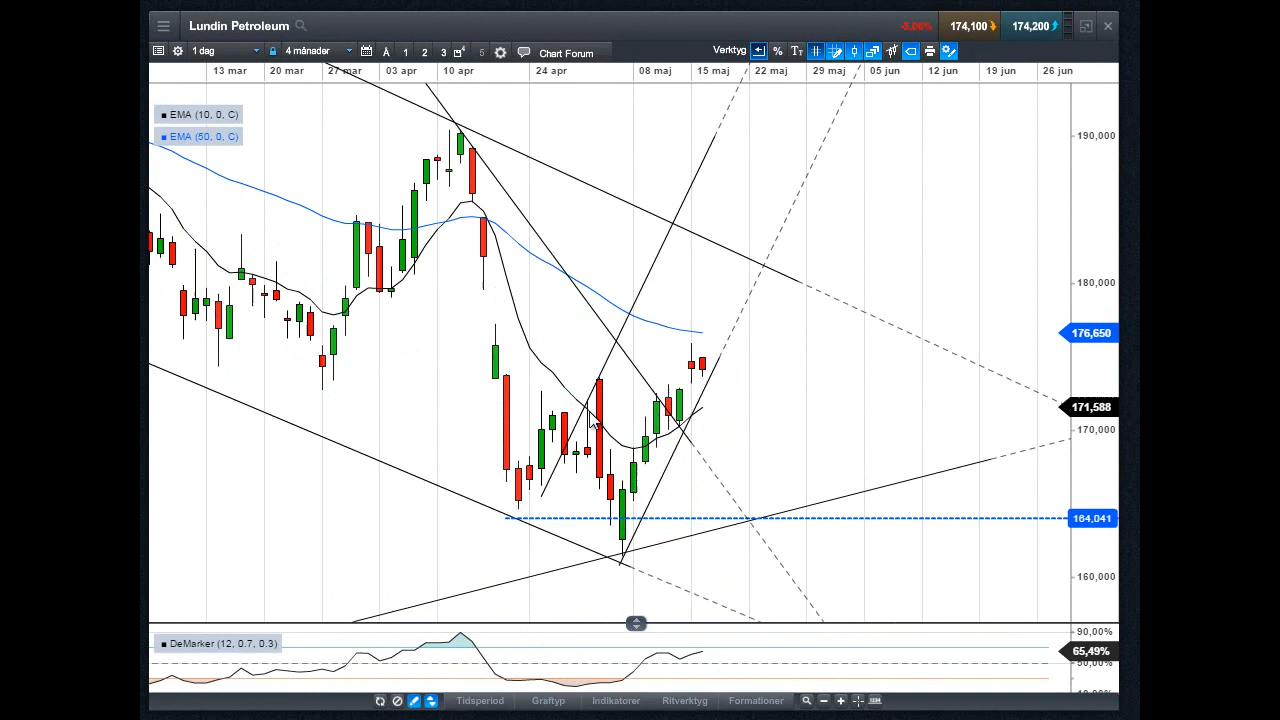 Lundin Petroleum
-5,06%
174,100
174,200
1 dag
4 månader
A
1
2
3
5
Chart Forum
Verktyg
%
13 mar
20 mar
27 mar
03 apr
10 apr
24 apr
08 maj
15 maj
22 maj
29 maj
05 jun
12 jun
19 jun
26 jun
EMA (10, 0, C)
EMA (50, 0, C)
190,000
180,000
176,650
171,588
170,000
164,041
160,000
DeMarker (12, 0.7, 0.3)
90,00%
65,49%
50,00%
Tidsperiod
Graftyp
Indikatorer
Ritverktyg
Formationer